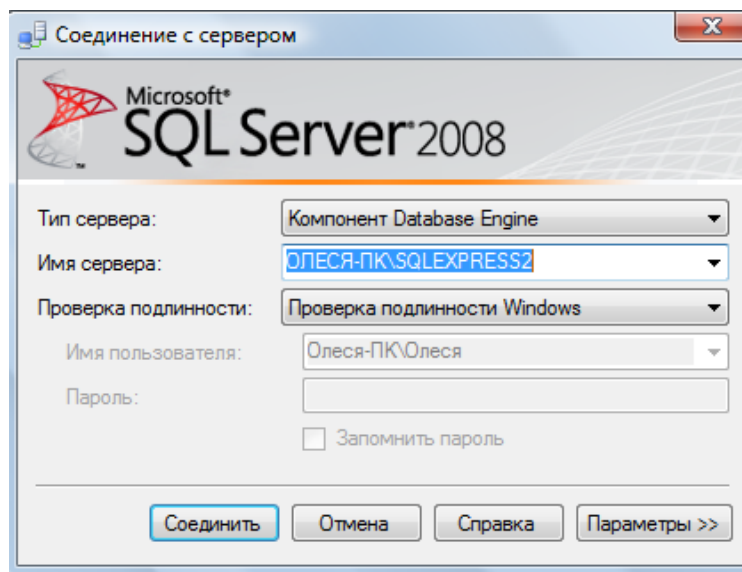 Соединение с сервером
Microsoft®
SQL Server® 2008
Тип сервера: Компонент Database Engine
Имя сервера: ОЛЕСЯ-ПК\SQLEXPRESS2
Проверка подлинности: Проверка подлинности Windows
Имя пользователя: Олеся-ПК\Олеся
Пароль:
Запомнить пароль
Соединить Отмена Справка Параметры >>